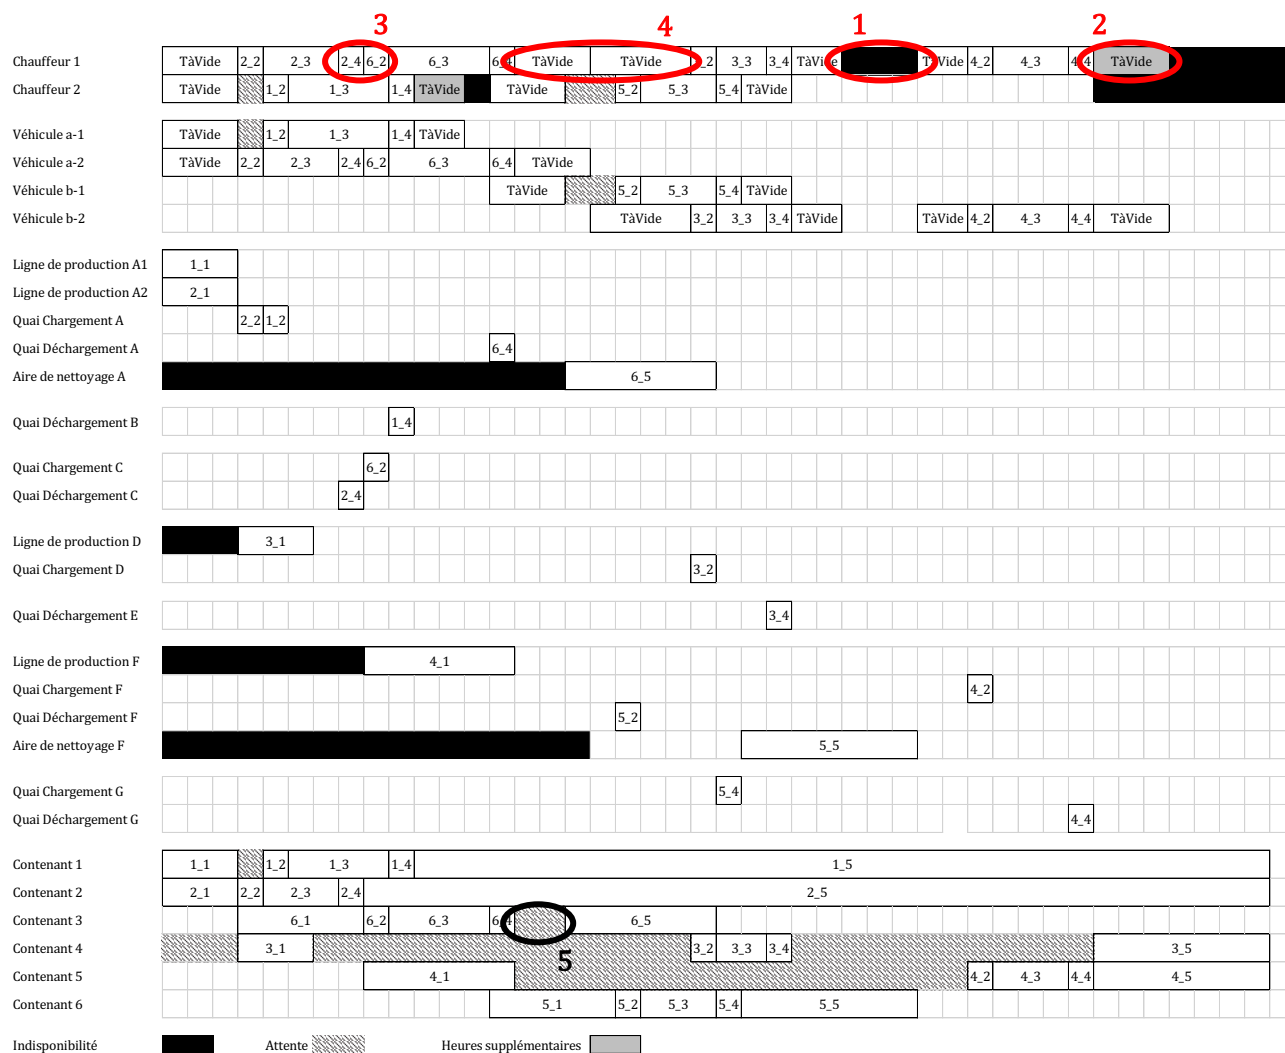 3 4 1 2
Chauffeur 1 TàVide 2_2 2_3 2_4 6_2 6_3 6_4 TàVide TàVide 3_2 3_3 3_4 TàVide TàVide 4_2 4_3 4_4 TàVide
Chauffeur 2 TàVide 1_2 1_3 1_4 TàVide TàVide 5_2 5_3 5_4 TàVide
Véhicule a-1 TàVide 1_2 1_3 1_4 TàVide
Véhicule a-2 TàVide 2_2 2_3 2_4 6_2 6_3 6_4 TàVide
Véhicule b-1 TàVide 5_2 5_3 5_4 TàVide
Véhicule b-2 TàVide 3_2 3_3 3_4 TàVide TàVide 4_2 4_3 4_4 TàVide
Ligne de production A1 1_1
Ligne de production A2 2_1
Quai Chargement A 2_2 1_2
Quai Déchargement A 6_4
Aire de nettoyage A 6_5
Quai Déchargement B 1_4
Quai Chargement C 6_2
Quai Déchargement C 2_4
Ligne de production D 3_1
Quai Chargement D 3_2
Quai Déchargement E 3_4
Ligne de production F 4_1
Quai Chargement F 4_2
Quai Déchargement F 5_2
Aire de nettoyage F 5_5
Quai Chargement G 5_4
Quai Déchargement G 4_4
Contenant 1 1_1 1_2 1_3 1_4 1_5
Contenant 2 2_1 2_2 2_3 2_4 2_5
Contenant 3 6_1 6_2 6_3 6_4 6_5
Contenant 4 3_1 3_2 3_3 3_4 3_5
5
Contenant 5 4_1 4_2 4_3 4_4 4_5
Contenant 6 5_1 5_2 5_3 5_4 5_5
Indisponibilité Attente Heures supplémentaires